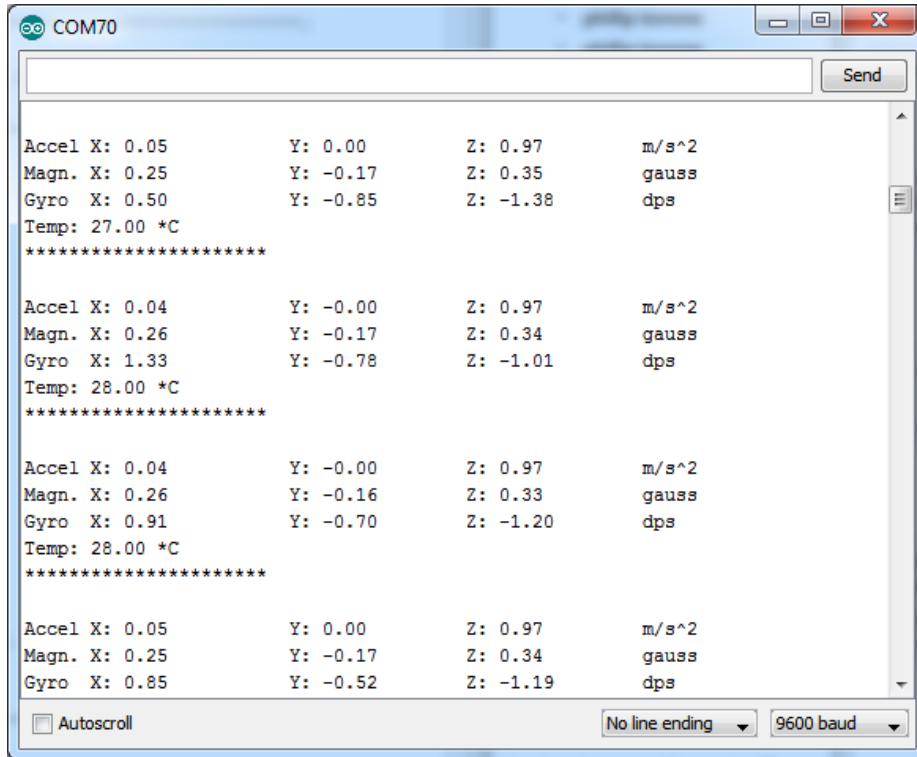 COM70
Send
Accel X: 0.05 Y: 0.00 Z: 0.97 m/s^2
Magn. X: 0.25 Y: -0.17 Z: 0.35 gauss
Gyro X: 0.50 Y: -0.85 Z: -1.38 dps
Temp: 27.00 *C
**********************
Accel X: 0.04 Y: -0.00 Z: 0.97 m/s^2
Magn. X: 0.26 Y: -0.17 Z: 0.34 gauss
Gyro X: 1.33 Y: -0.78 Z: -1.01 dps
Temp: 28.00 *C
**********************
Accel X: 0.04 Y: -0.00 Z: 0.97 m/s^2
Magn. X: 0.26 Y: -0.16 Z: 0.33 gauss
Gyro X: 0.91 Y: -0.70 Z: -1.20 dps
Temp: 28.00 *C
**********************
Accel X: 0.05 Y: 0.00 Z: 0.97 m/s^2
Magn. X: 0.25 Y: -0.17 Z: 0.34 gauss
Gyro X: 0.85 Y: -0.52 Z: -1.19 dps
Autoscroll No line ending 9600 baud